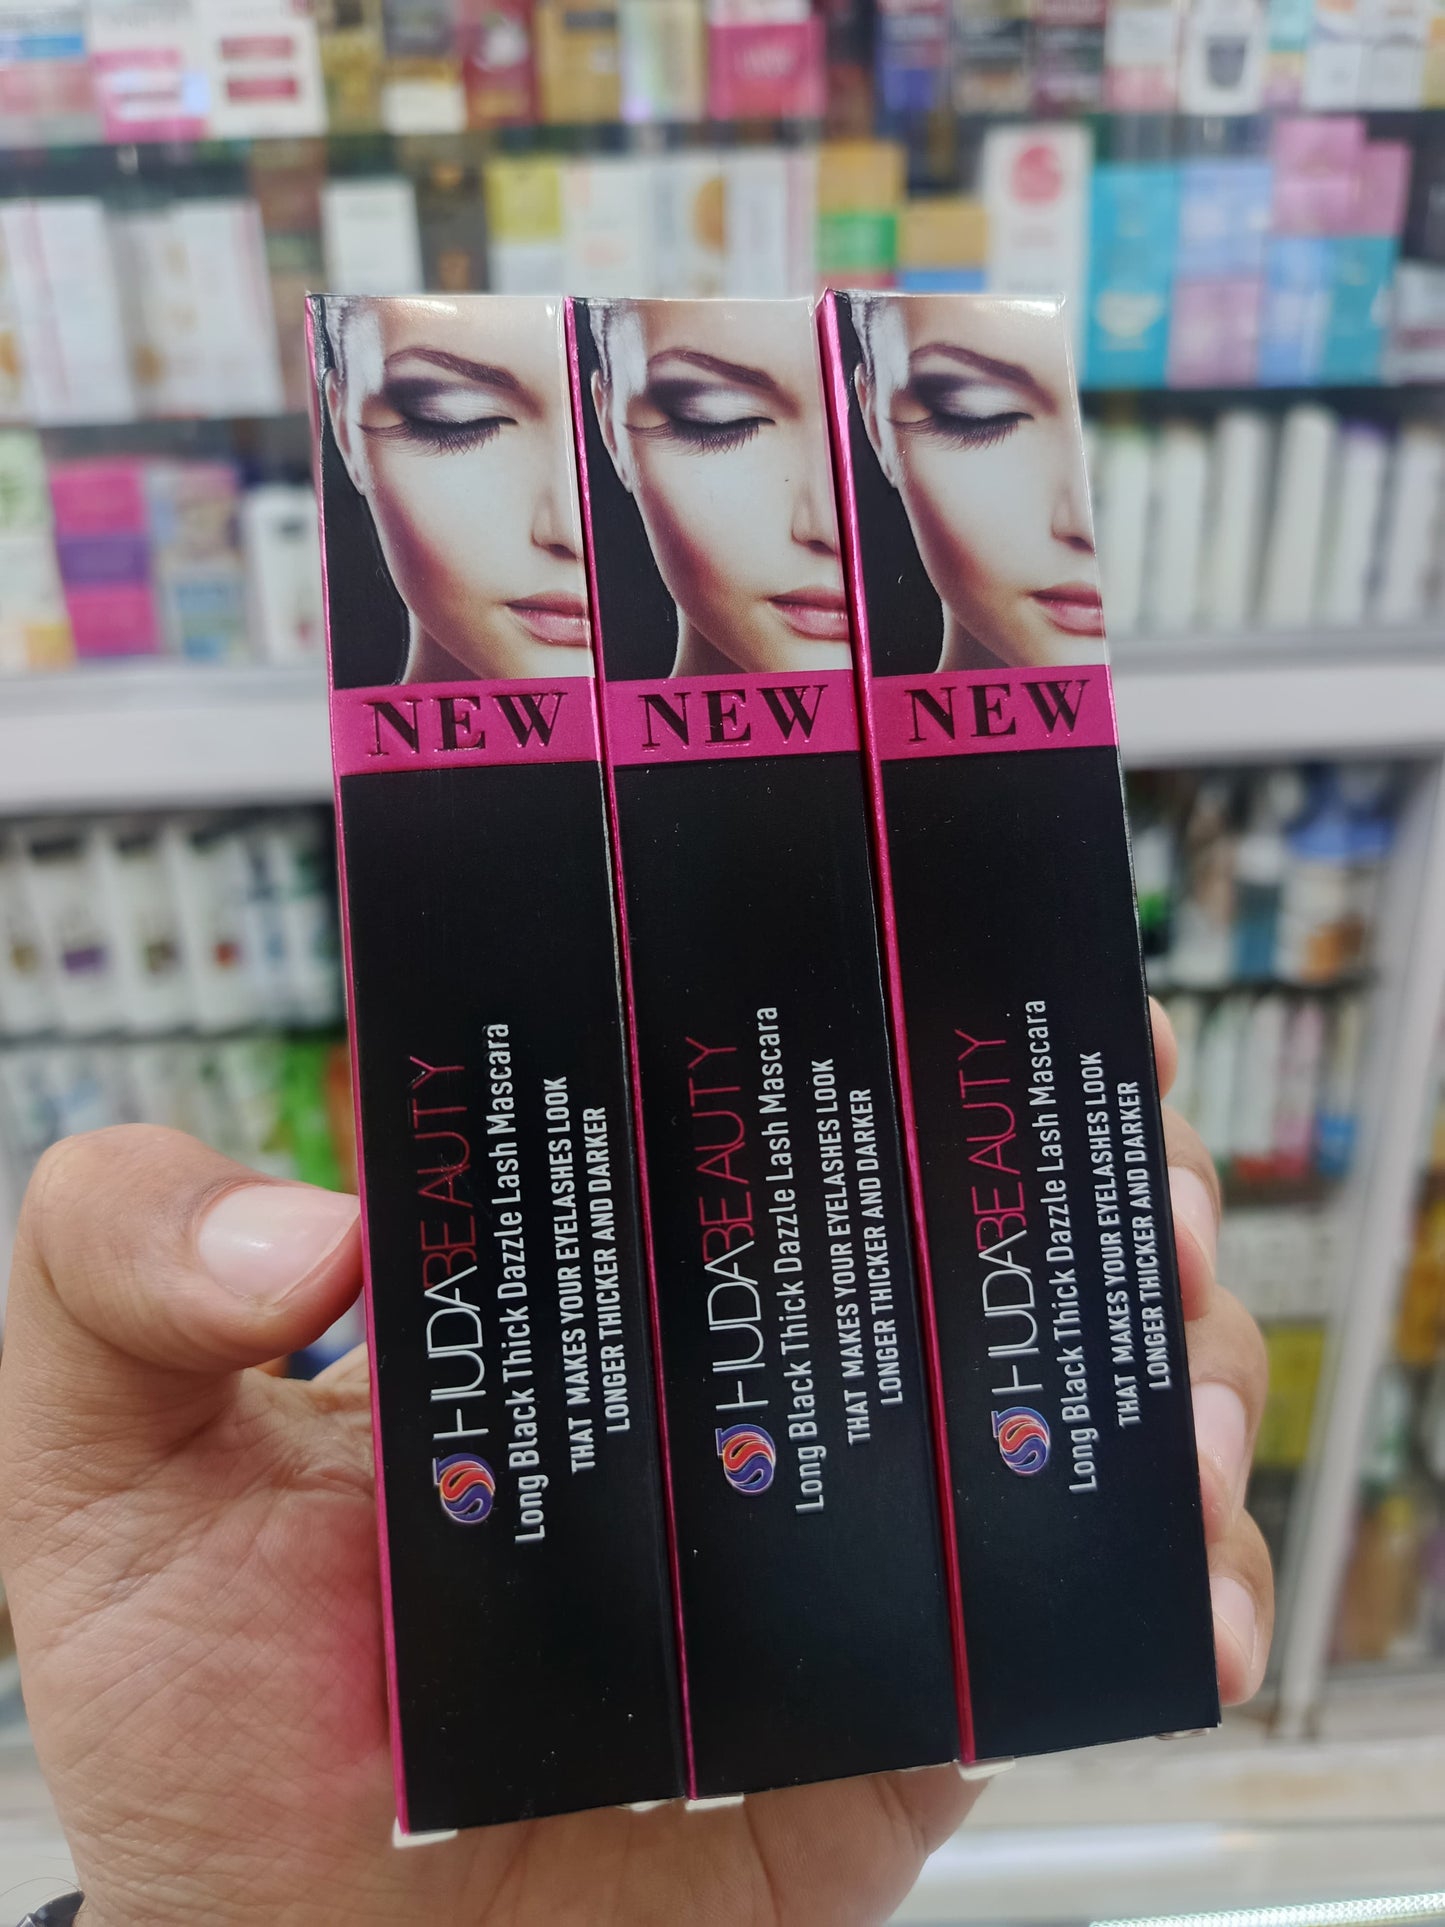 NEW
HUDABEAUTY
Long Black Thick Dazzle Lash Mascara
THAT MAKES YOUR EYELASHES LOOK
LONGER THICKER AND DARKER
NEW
HUDABEAUTY
Long Black Thick Dazzle Lash Mascara
THAT MAKES YOUR EYELASHES LOOK
LONGER THICKER AND DARKER
NEW
HUDABEAUTY
Long Black Thick Dazzle Lash Mascara
THAT MAKES YOUR EYELASHES LOOK
LONGER THICKER AND DARKER